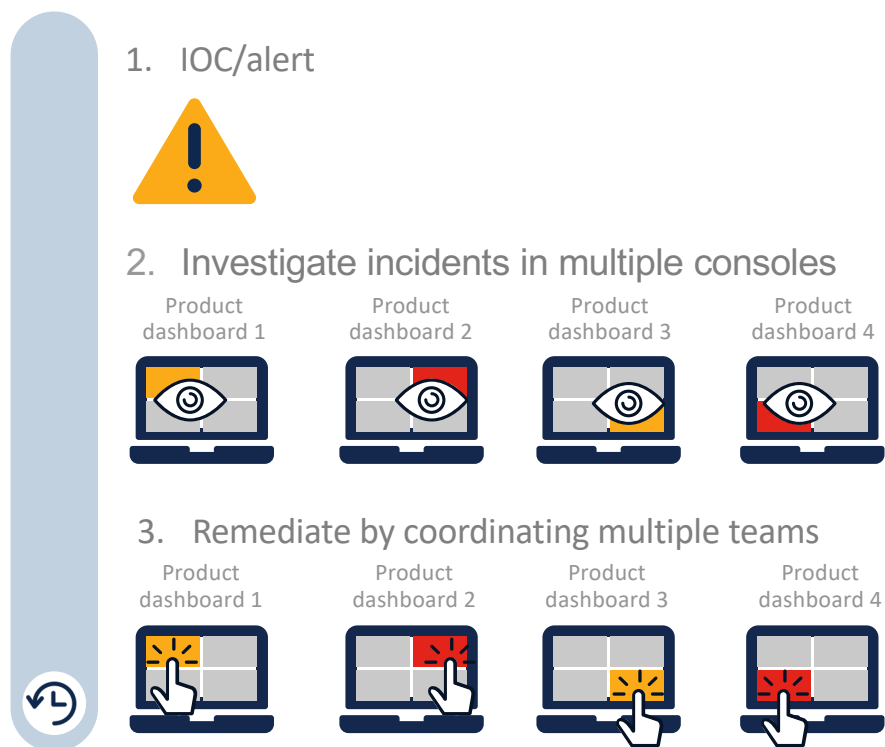 1. IOC/alert
2. Investigate incidents in multiple consoles
Product
dashboard 1
Product
dashboard 2
Product
dashboard 3
Product
dashboard 4
3. Remediate by coordinating multiple teams
Product
dashboard 1
Product
dashboard 2
Product
dashboard 3
Product
dashboard 4